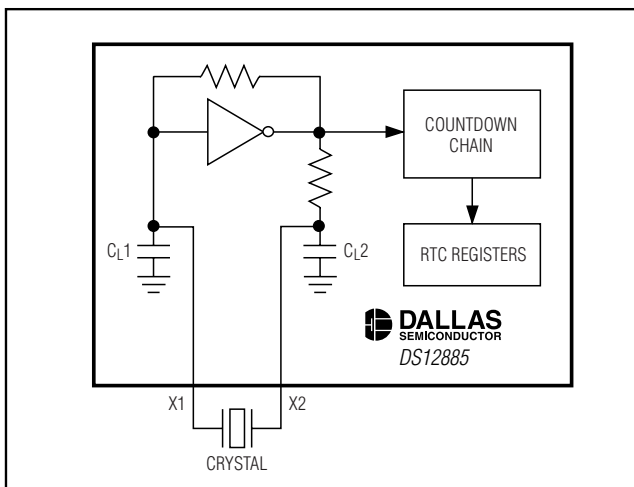 COUNTDOWN
CHAIN
CL1
CL2
RTC REGISTERS
DALLAS
SEMICONDUCTOR
DS12885
X1
X2
CRYSTAL